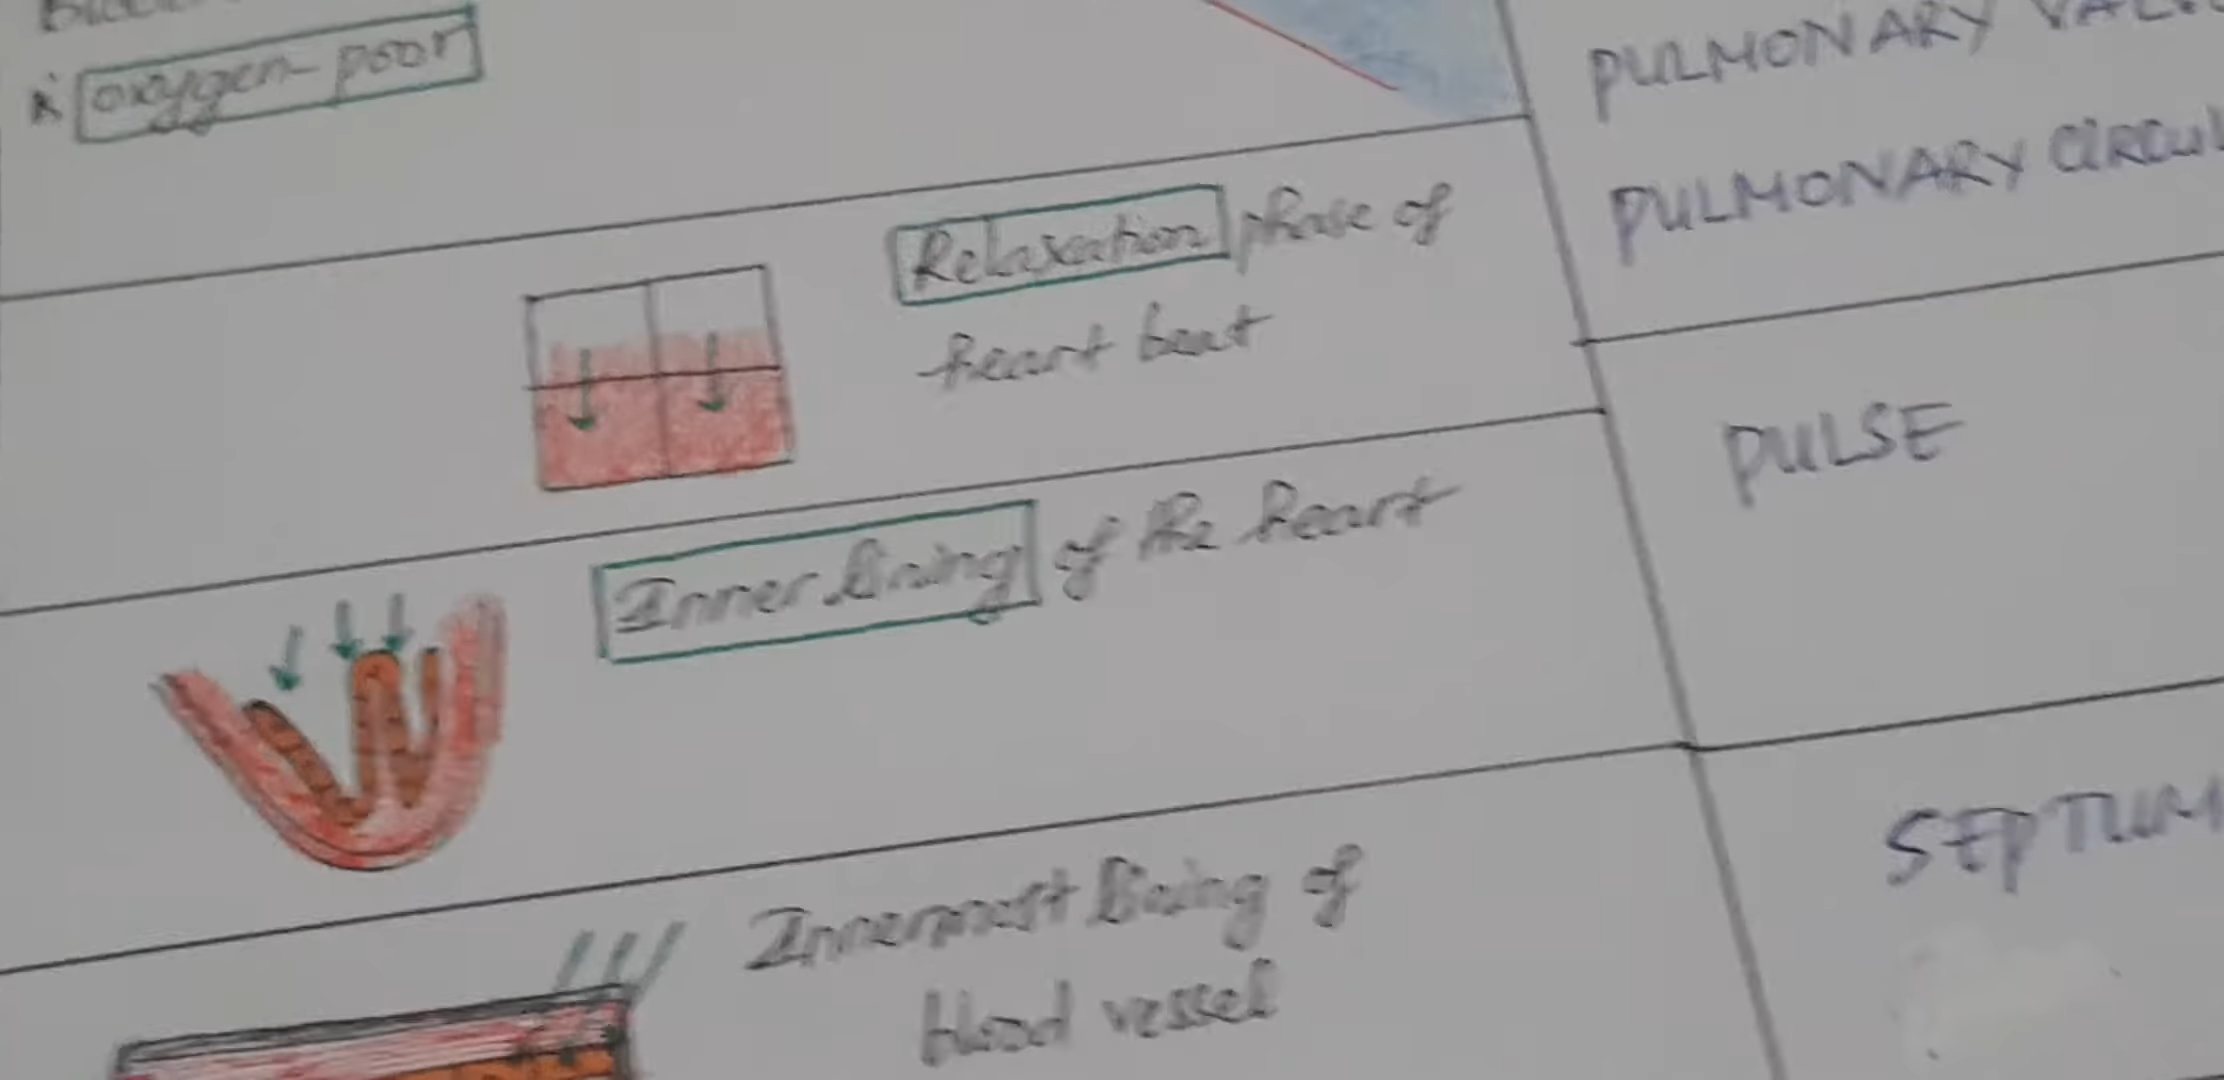 oxygen-poor
Relaxation phase of
heart beat
Inner lining of the heart
Innermost lining of
blood vessel
PULMONARY
PULMONARY
PULSE
SEPTUM